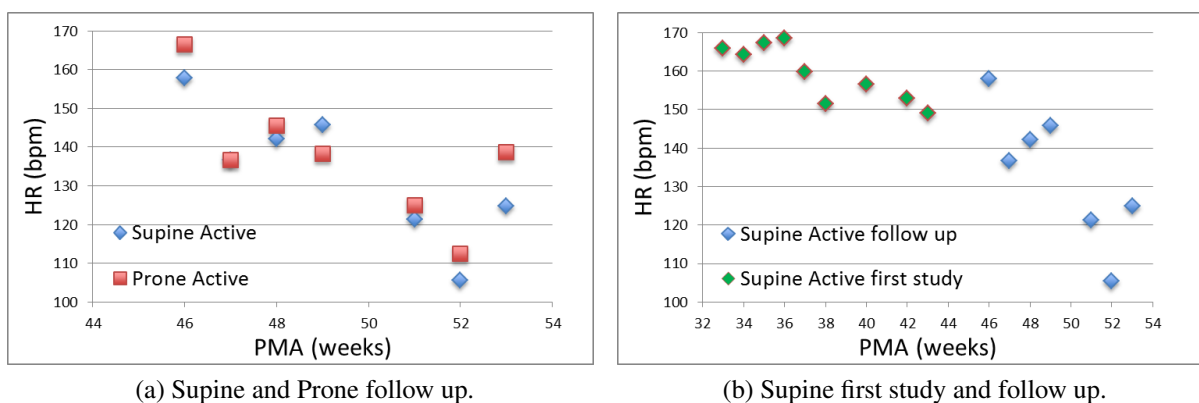 170
160
150
140
130
120
110
100
HR (bpm)
Supine Active
Prone Active
44 46 48 50 52 54
PMA (weeks)
(a) Supine and Prone follow up.
170
160
150
140
130
120
110
100
HR (bpm)
Supine Active follow up
Supine Active first study
32 34 36 38 40 42 44 46 48 50 52 54
PMA (weeks)
(b) Supine first study and follow up.